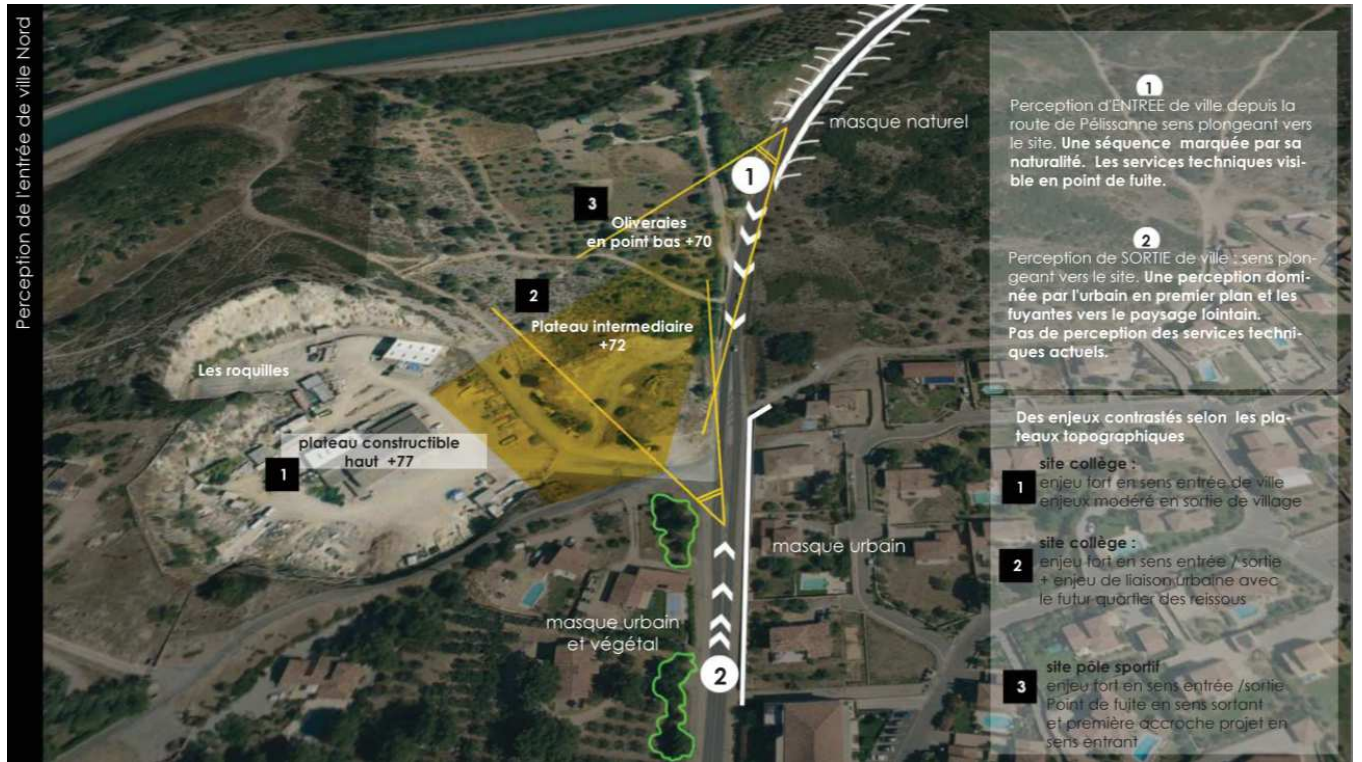 Perception de l'entrée de ville Nord
masque naturel
1
3
Oliveraies
en point bas +70
2
Plateau intermediaire
+72
Les roquilles
plateau constructible
haut +77
1
masque urbain
masque urbain
et végétal
2
1
Perception d'ENTREE de ville depuis la
route de Pélissanne sens plongeant vers
le site. Une séquence marquée par sa
naturalité. Les services techniques visi-
ble en point de fuite.
2
Perception de SORTIE de ville : sens plon-
geant vers le site. Une perception domi-
née par l'urbain en premier plan et les
fuyantes vers le paysage lointain.
Pas de perception des services techni-
ques actuels.
Des enjeux contrastés selon les pla-
teaux topographiques
1
site collège :
enjeu fort en sens entrée de ville
enjeux modéré en sortie de village
2
site collège :
enjeu fort en sens entrée / sortie
+ enjeu de liaison urbaine avec
le futur quartier des reissous
3
site pôle sportif
enjeu fort en sens entrée /sortie
Point de fuite en sens sortant
et première accroche projet en
sens entrant